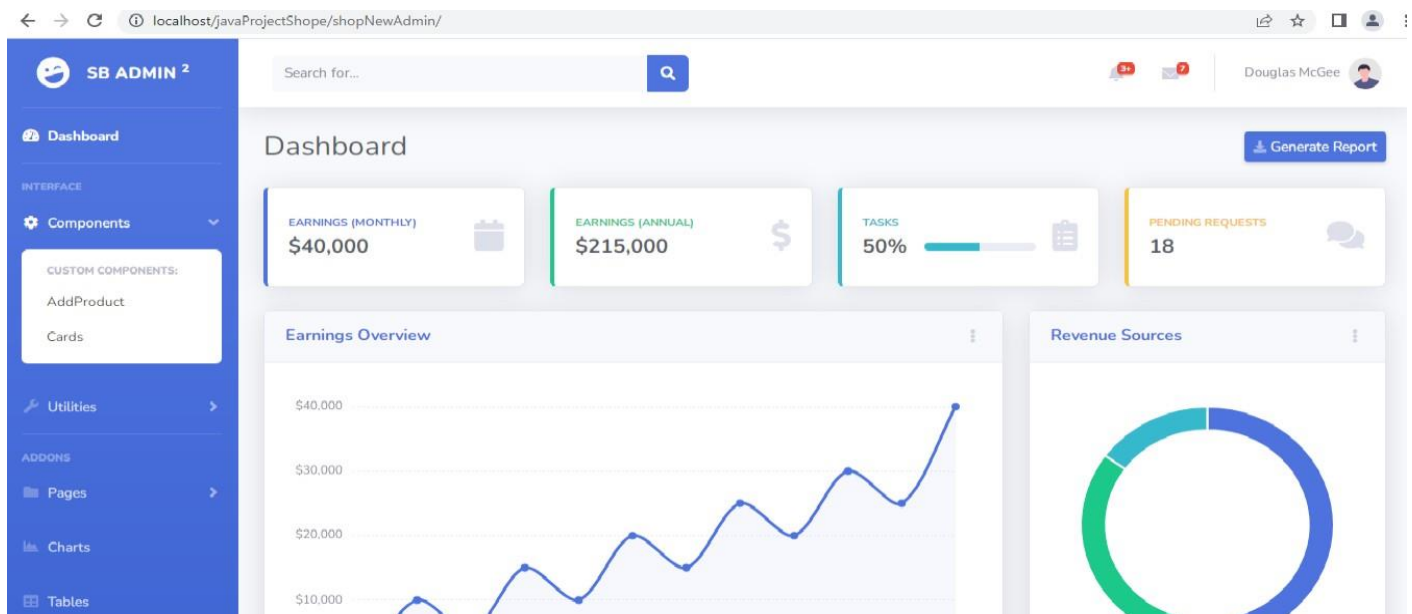 localhost/javaProjectShope/shopNewAdmin/
SB ADMIN 2
Search for...
3+
7
Douglas McGee
Dashboard
Dashboard
Generate Report
INTERFACE
Components
CUSTOM COMPONENTS:
AddProduct
Cards
Utilities
ADDONS
Pages
Charts
Tables
EARNINGS (MONTHLY)
$40,000
EARNINGS (ANNUAL)
$215,000
TASKS
50%
PENDING REQUESTS
18
Earnings Overview
$40,000
$30,000
$20,000
$10,000
Revenue Sources